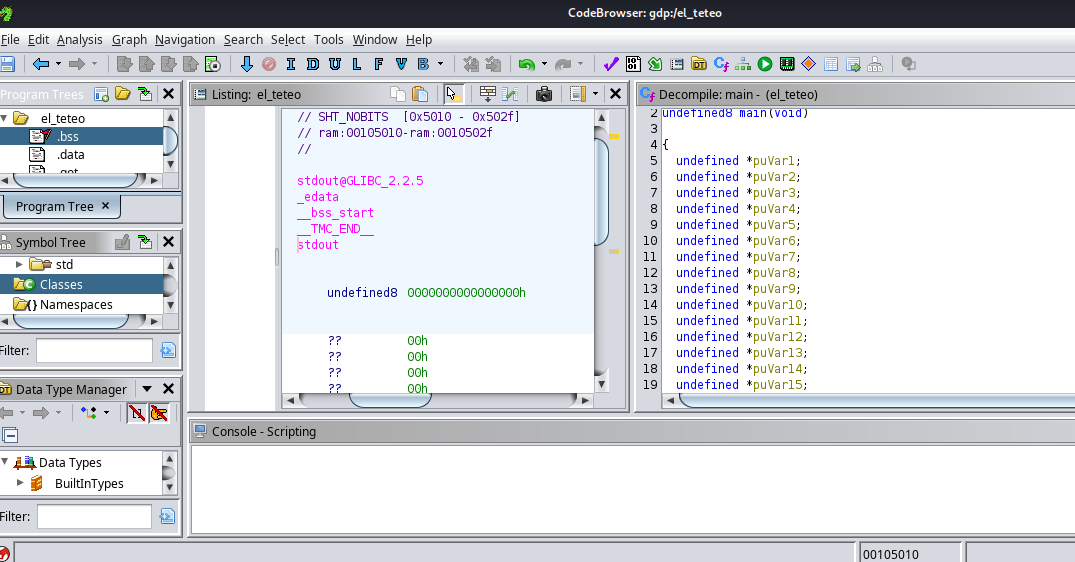 CodeBrowser: gdp:/el_teteo
File Edit Analysis Graph Navigation Search Select Tools Window Help
I D U L F V B
Program Trees
el_teteo
.bss
.data
Program Tree
Symbol Tree
std
Classes
{} Namespaces
Filter:
Data Type Manager
Data Types
BuiltInTypes
Filter:
Listing: el_teteo
// SHT_NOBITS [0x5010 - 0x502f]
// ram:00105010-ram:0010502f
//
stdout@GLIBC_2.2.5
_edata
__bss_start
__TMC_END__
stdout
undefined8 0000000000000000h
?? 00h
?? 00h
?? 00h
?? 00h
Decompile: main - (el_teteo)
2 undefined8 main(void)
3
4 {
5 undefined *puVar1;
6 undefined *puVar2;
7 undefined *puVar3;
8 undefined *puVar4;
9 undefined *puVar5;
10 undefined *puVar6;
11 undefined *puVar7;
12 undefined *puVar8;
13 undefined *puVar9;
14 undefined *puVar10;
15 undefined *puVar11;
16 undefined *puVar12;
17 undefined *puVar13;
18 undefined *puVar14;
19 undefined *puVar15;
Console - Scripting
00105010